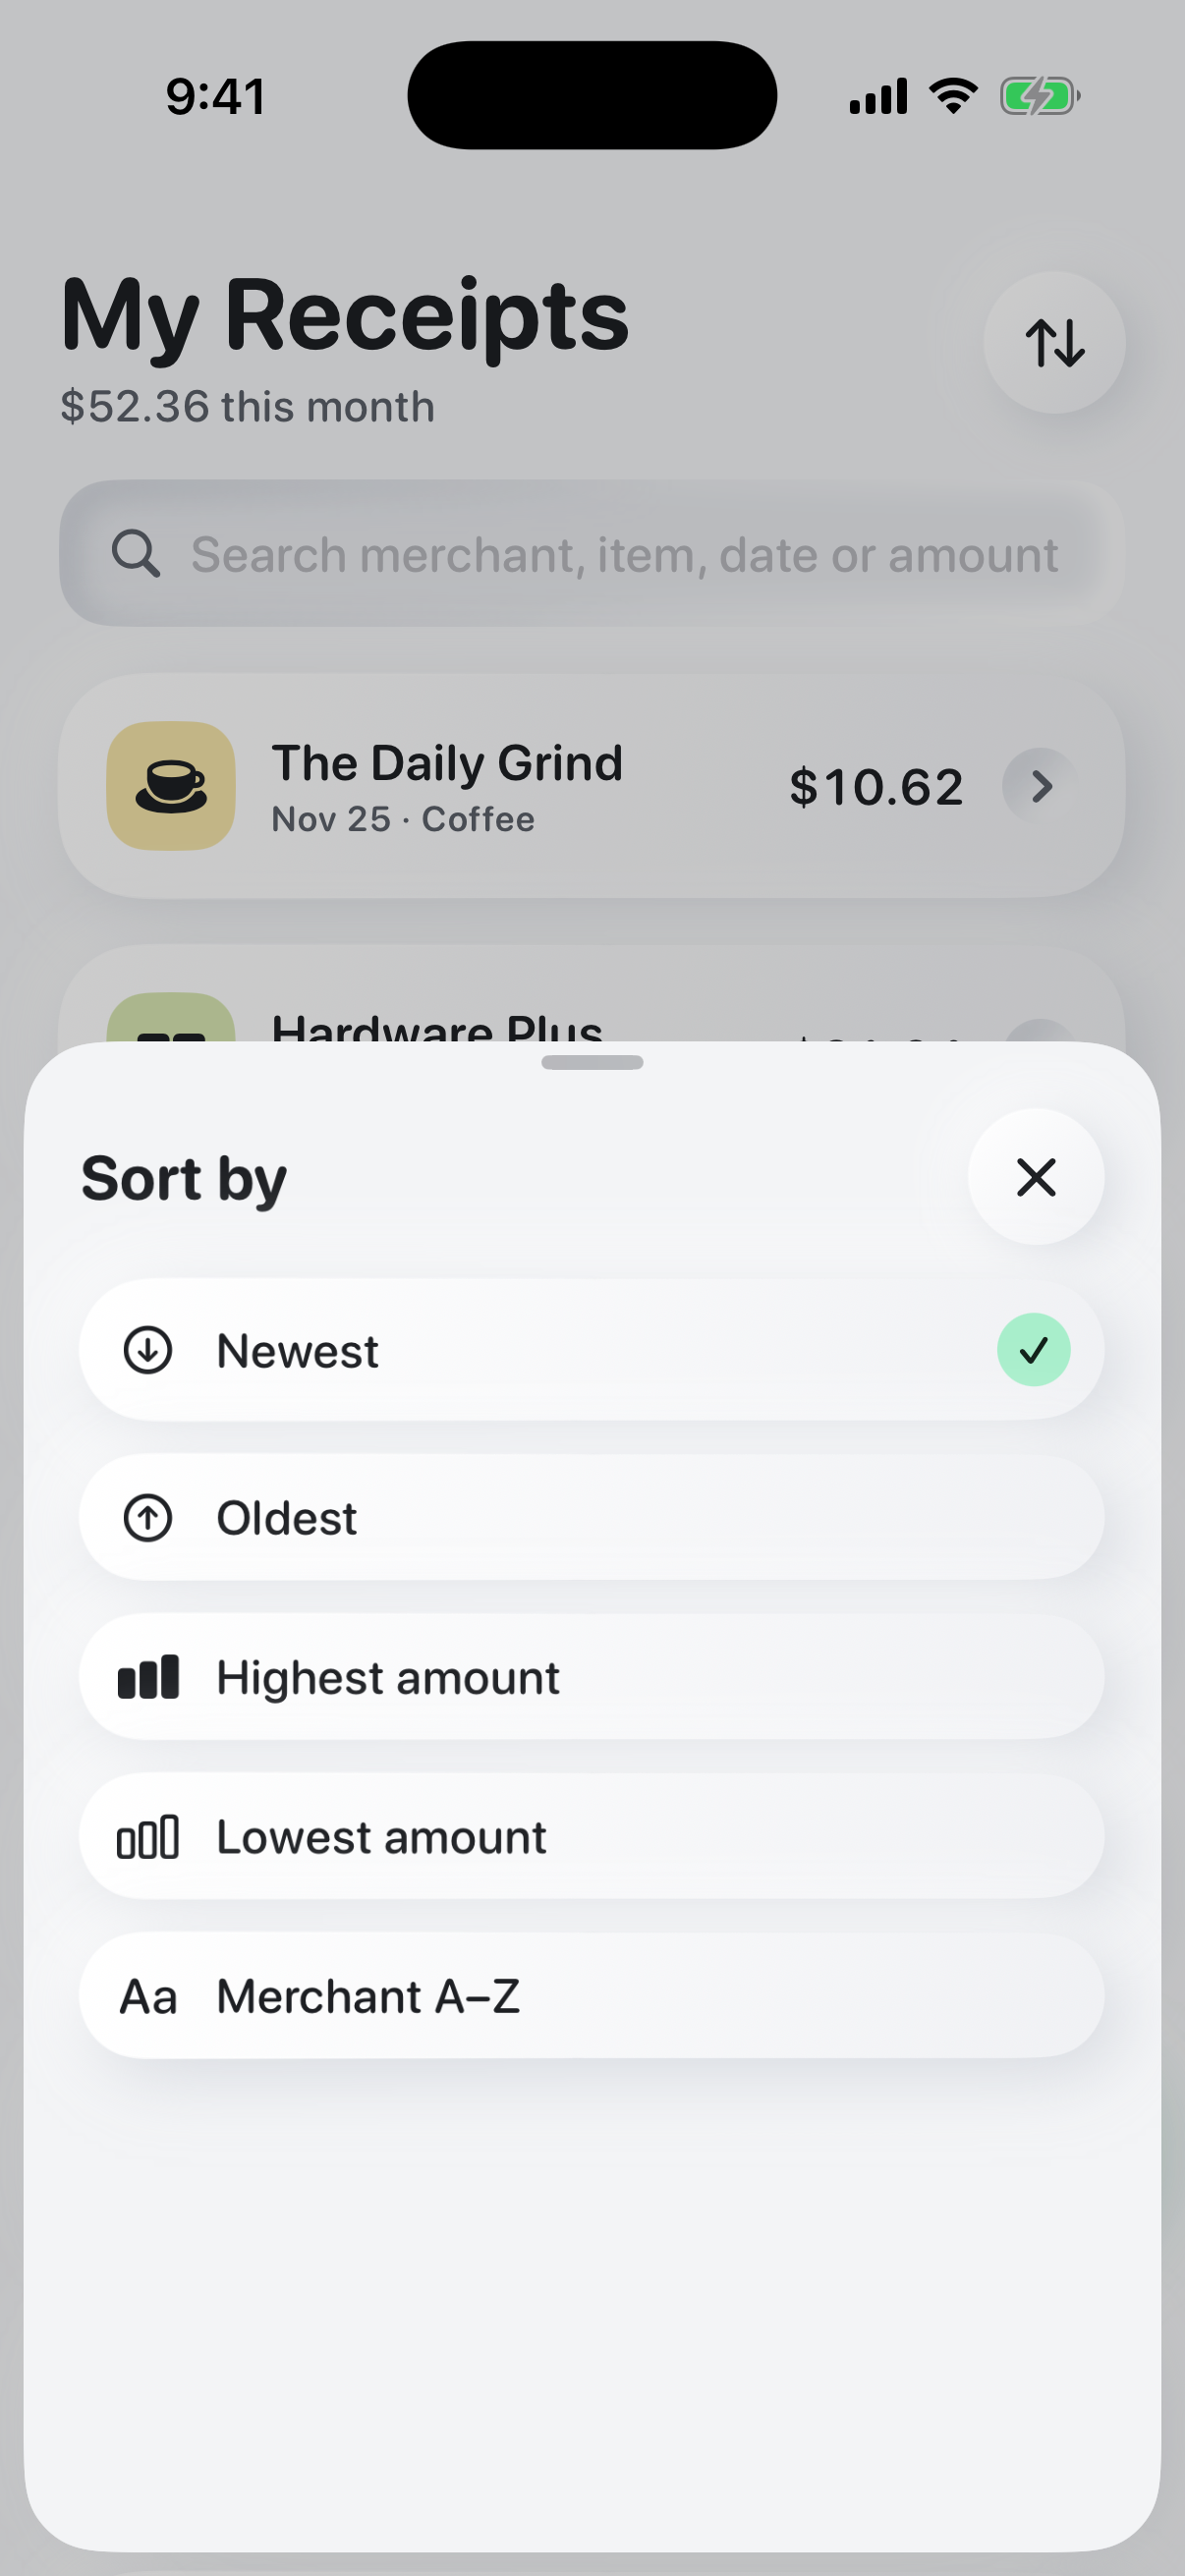 9:41
My Receipts
$52.36 this month
Search merchant, item, date or amount
The Daily Grind
$10.62
Nov 25 · Coffee
Hardware Plus
Sort by
Newest
Oldest
Highest amount
Lowest amount
Aa Merchant A–Z